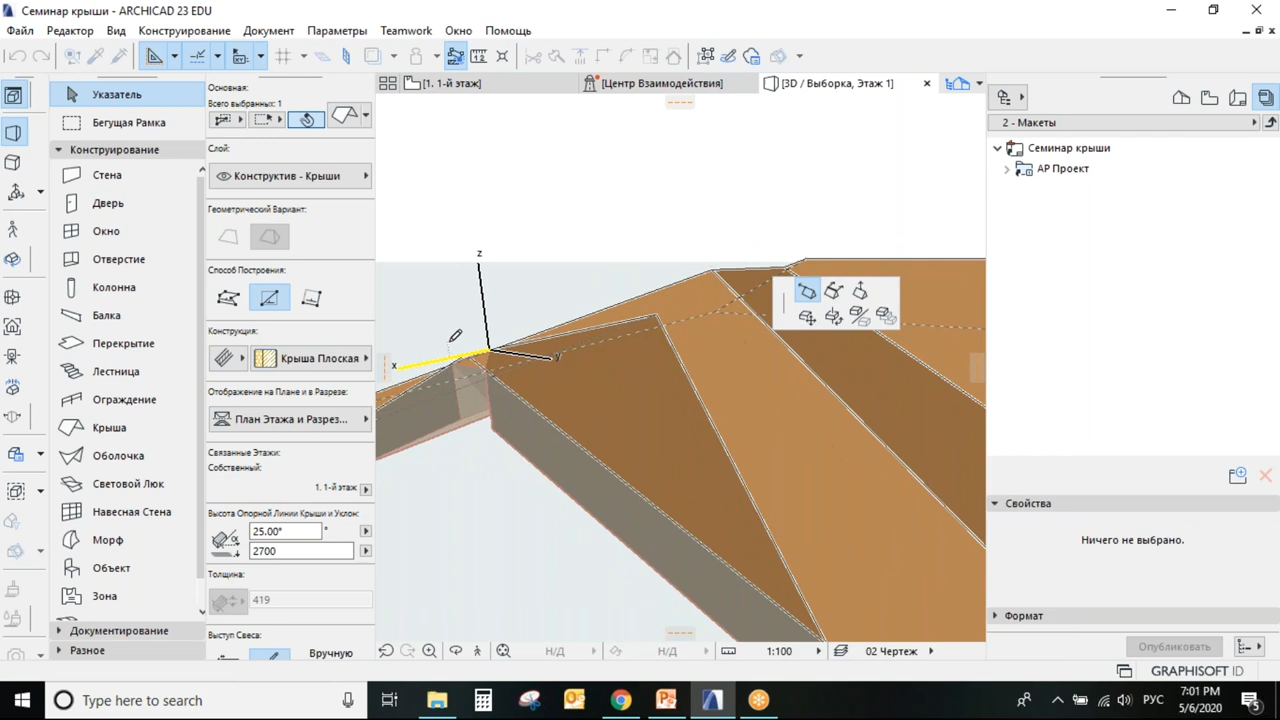 Семинар крыши - ARCHICAD 23 EDU
Файл Редактор Вид Конструирование Документ Параметры Teamwork Окно Помощь
[1. 1-й этаж]
[Центр Взаимодействия]
[3D / Выборка, Этаж 1]
Указатель
Бегущая Рамка
Конструирование
Стена
Дверь
Окно
Отверстие
Колонна
Балка
Перекрытие
Лестница
Ограждение
Крыша
Оболочка
Световой Люк
Навесная Стена
Морф
Объект
Зона
Документирование
Разное
Основная:
Всего выбранных: 1
Слой:
Конструктив - Крыши
Геометрический Вариант:
Способ Построения:
Конструкция:
Крыша Плоская
Отображение на Плане и в Разрезе:
План Этажа и Разрез...
Связанные Этажи:
Собственный:
1. 1-й этаж
Высота Опорной Линии Крыши и Уклон:
25.00° °
2700
Толщина:
419
Выступ Свеса:
Вручную
z
x
y
Н/Д
Н/Д
1:100
02 Чертеж
2 - Макеты
Семинар крыши
АР Проект
Свойства
Ничего не выбрано.
Формат
Опубликовать
GRAPHISOFT ID
Type here to search
РУС
7:01 PM
5/6/2020
5